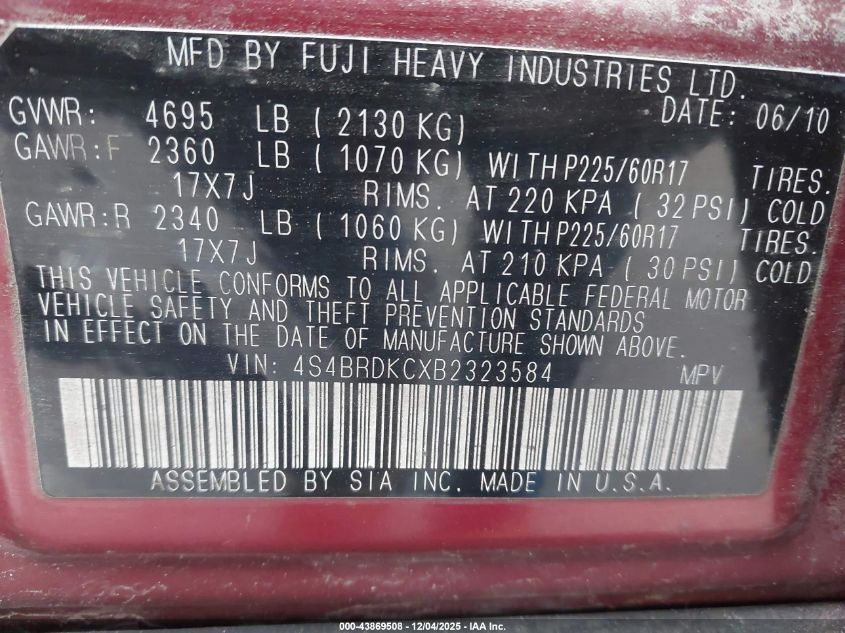 MFD BY FUJI HEAVY INDUSTRIES LTD.
DATE: 06/10
GVWR: 4695 LB ( 2130 KG)
GAWR:F 2360 LB ( 1070 KG) WITH P225/60R17 TIRES.
17X7J RIMS. AT 220 KPA ( 32 PSI) COLD
GAWR:R 2340 LB ( 1060 KG) WITH P225/60R17 TIRES.
17X7J RIMS. AT 210 KPA ( 30 PSI) COLD
THIS VEHICLE CONFORMS TO ALL APPLICABLE FEDERAL MOTOR
VEHICLE SAFETY AND THEFT PREVENTION STANDARDS
IN EFFECT ON THE DATE OF MANUFACTURE SHOWN ABOVE.
VIN: 4S4BRDKCXB2323584 MPV
ASSEMBLED BY SIA INC. MADE IN U.S.A.
000-43869508 - 12/04/2025 - IAA Inc.